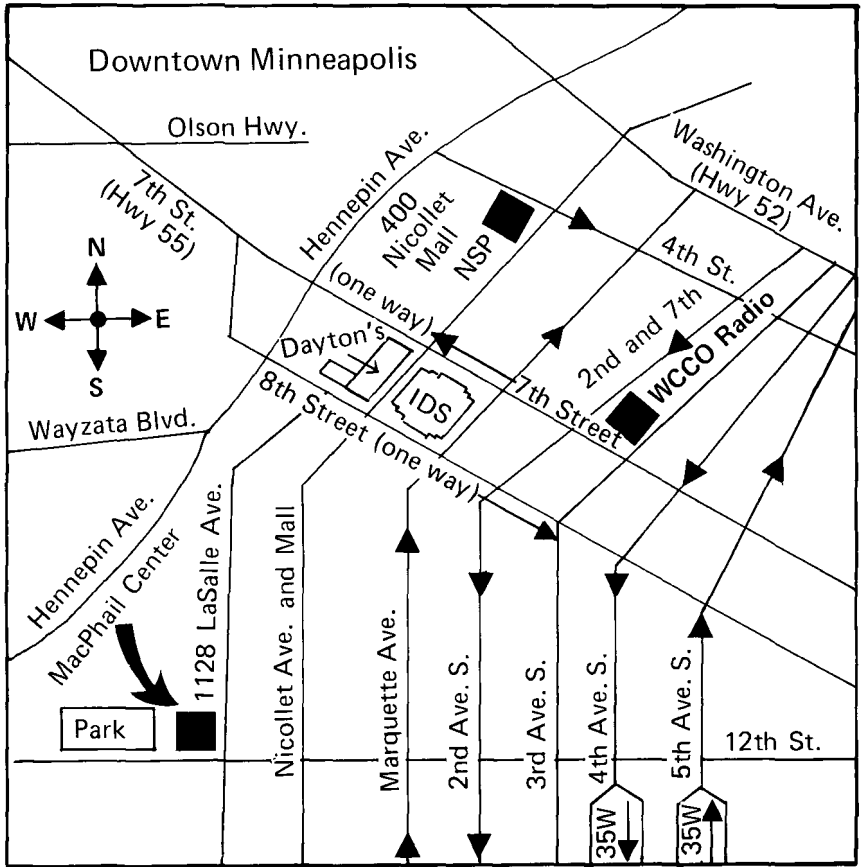 Downtown Minneapolis
Olson Hwy.
7th St.
(Hwy 55)
Hennepin Ave.
400
Nicollet
Mall
NSP
Washington Ave.
(Hwy 52)
4th St.
N
W
E
S
(one way)
Dayton's
IDS
2nd and 7th
WCCO Radio
7th Street
8th Street (one way)
Wayzata Blvd.
Hennepin Ave.
MacPhail Center
1128 LaSalle Ave.
Nicollet Ave. and Mall
Marquette Ave.
2nd Ave. S.
3rd Ave. S.
4th Ave. S.
5th Ave. S.
12th St.
Park
35W
35W